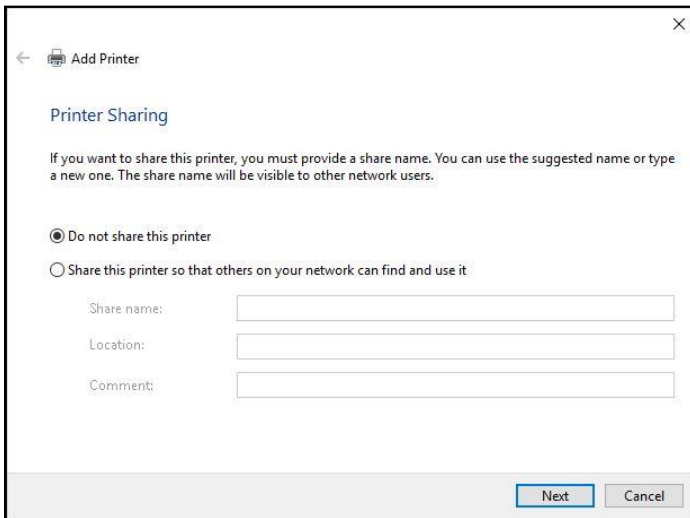 Add Printer
Printer Sharing
If you want to share this printer, you must provide a share name. You can use the suggested name or type
a new one. The share name will be visible to other network users.
Do not share this printer
Share this printer so that others on your network can find and use it
Share name:
Location:
Comment:
Next Cancel